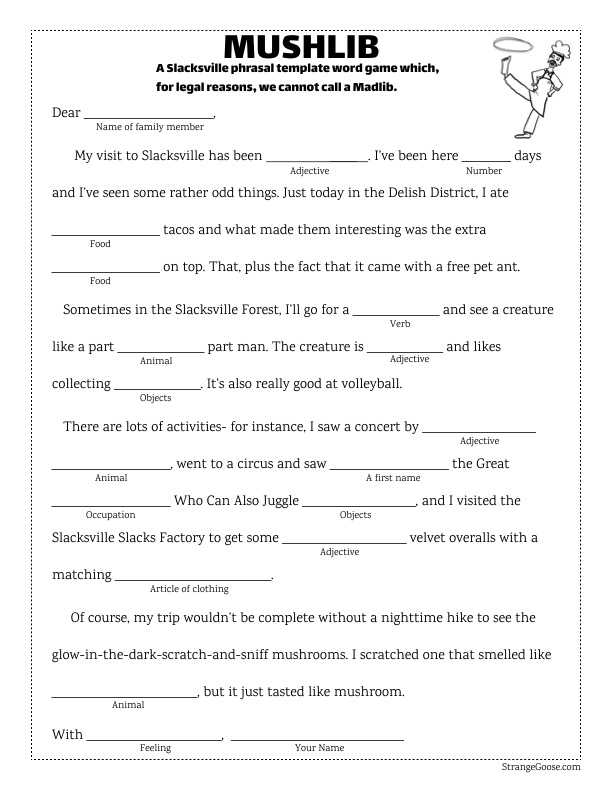 MUSHLIB
A Slacksville phrasal template word game which,
for legal reasons, we cannot call a Madlib.
Dear ____________________,
Name of family member
My visit to Slacksville has been ______________. I've been here _______ days
Adjective Number
and I've seen some rather odd things. Just today in the Delish District, I ate
________________ tacos and what made them interesting was the extra
Food
________________ on top. That, plus the fact that it came with a free pet ant.
Food
Sometimes in the Slacksville Forest, I'll go for a _____________ and see a creature
Verb
like a part _____________ part man. The creature is ___________ and likes
Animal Adjective
collecting _____________. It's also really good at volleyball.
Objects
There are lots of activities- for instance, I saw a concert by _________________
Adjective
__________________, went to a circus and saw __________________ the Great
Animal A first name
__________________ Who Can Also Juggle _________________, and I visited the
Occupation Objects
Slacksville Slacks Factory to get some ___________________ velvet overalls with a
Adjective
matching ________________________.
Article of clothing
Of course, my trip wouldn't be complete without a nighttime hike to see the
glow-in-the-dark-scratch-and-sniff mushrooms. I scratched one that smelled like
______________________, but it just tasted like mushroom.
Animal
With ____________________, __________________________
Feeling Your Name
StrangeGoose.com